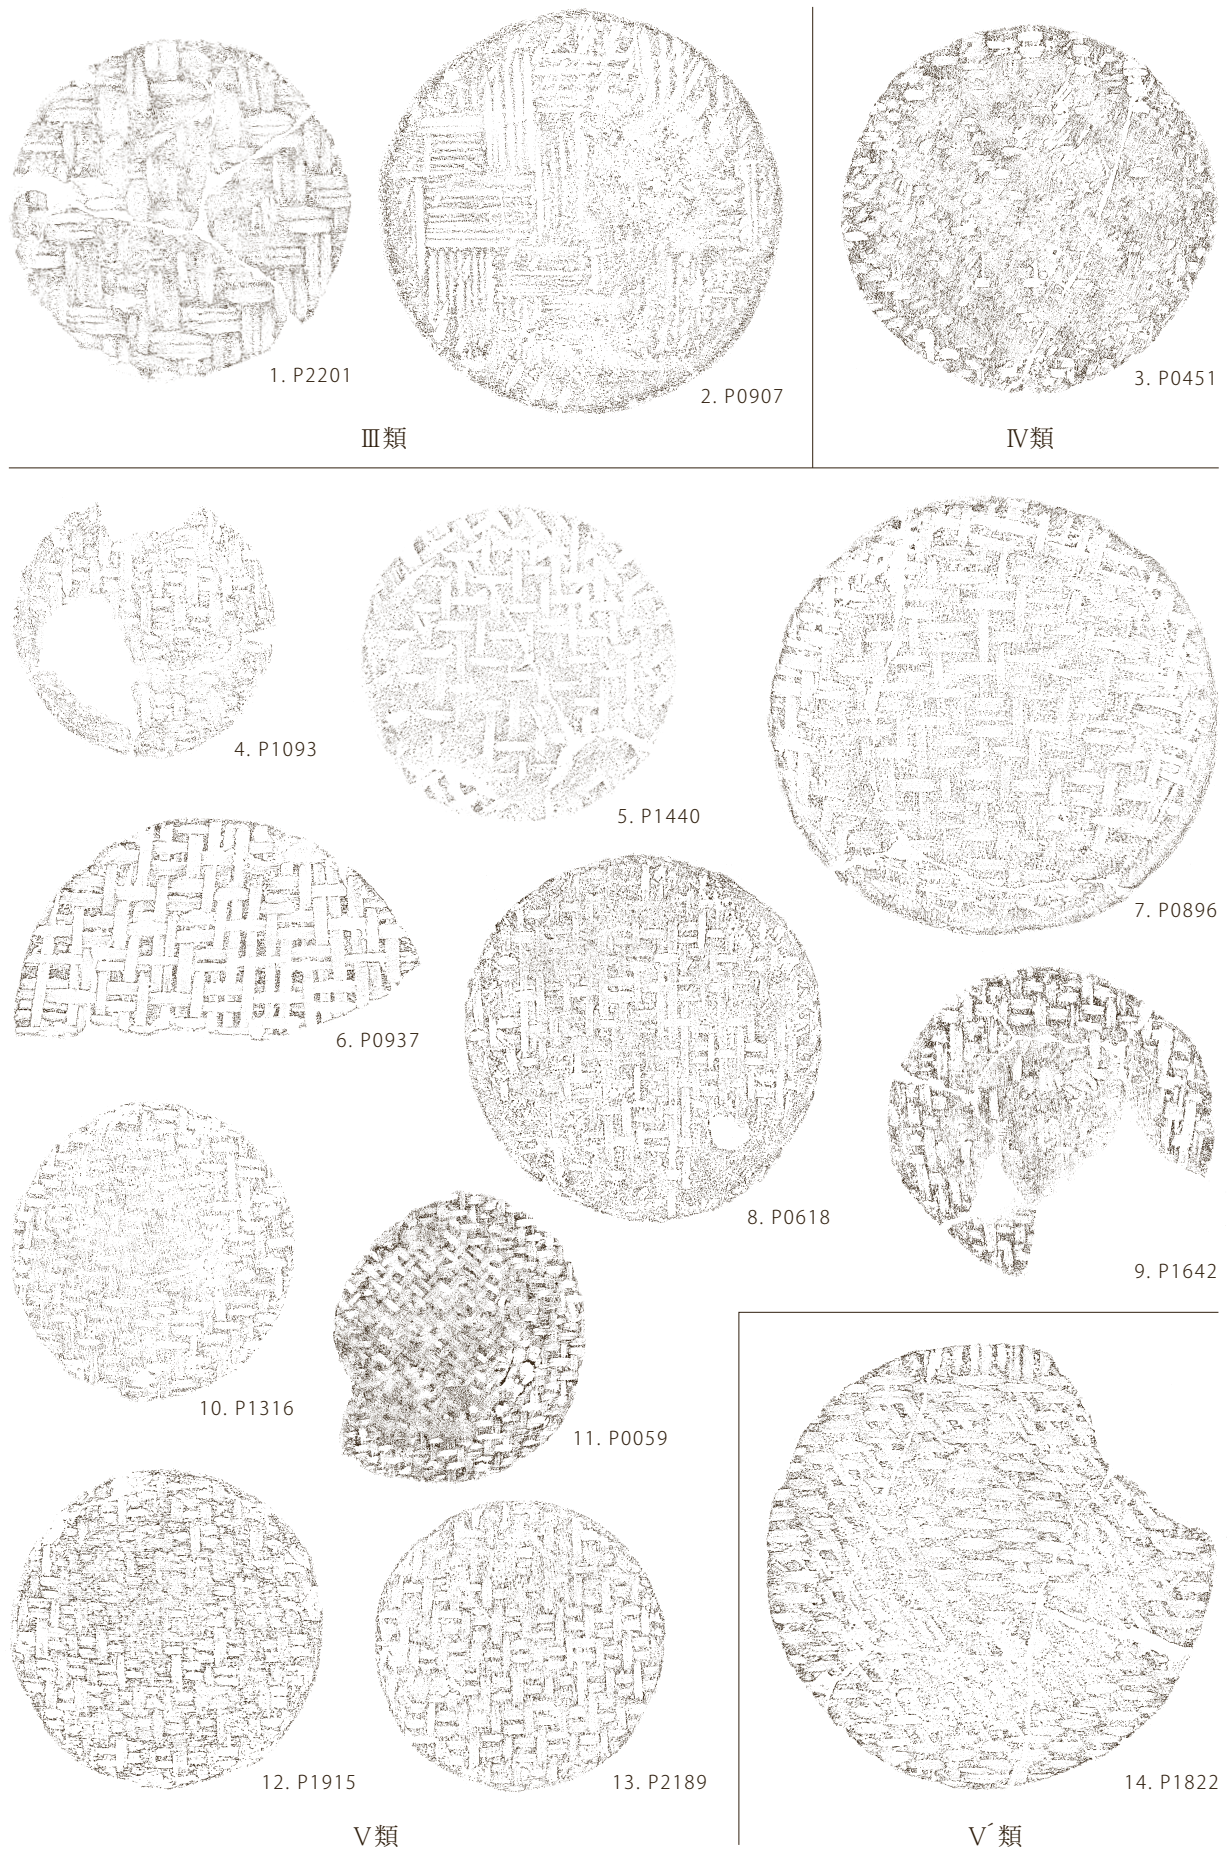 1. P2201
2. P0907
3. P0451
Ⅲ類
Ⅳ類
4. P1093
5. P1440
7. P0896
6. P0937
8. P0618
9. P1642
10. P1316
11. P0059
12. P1915
13. P2189
14. P1822
Ⅴ類
Ⅴ´類